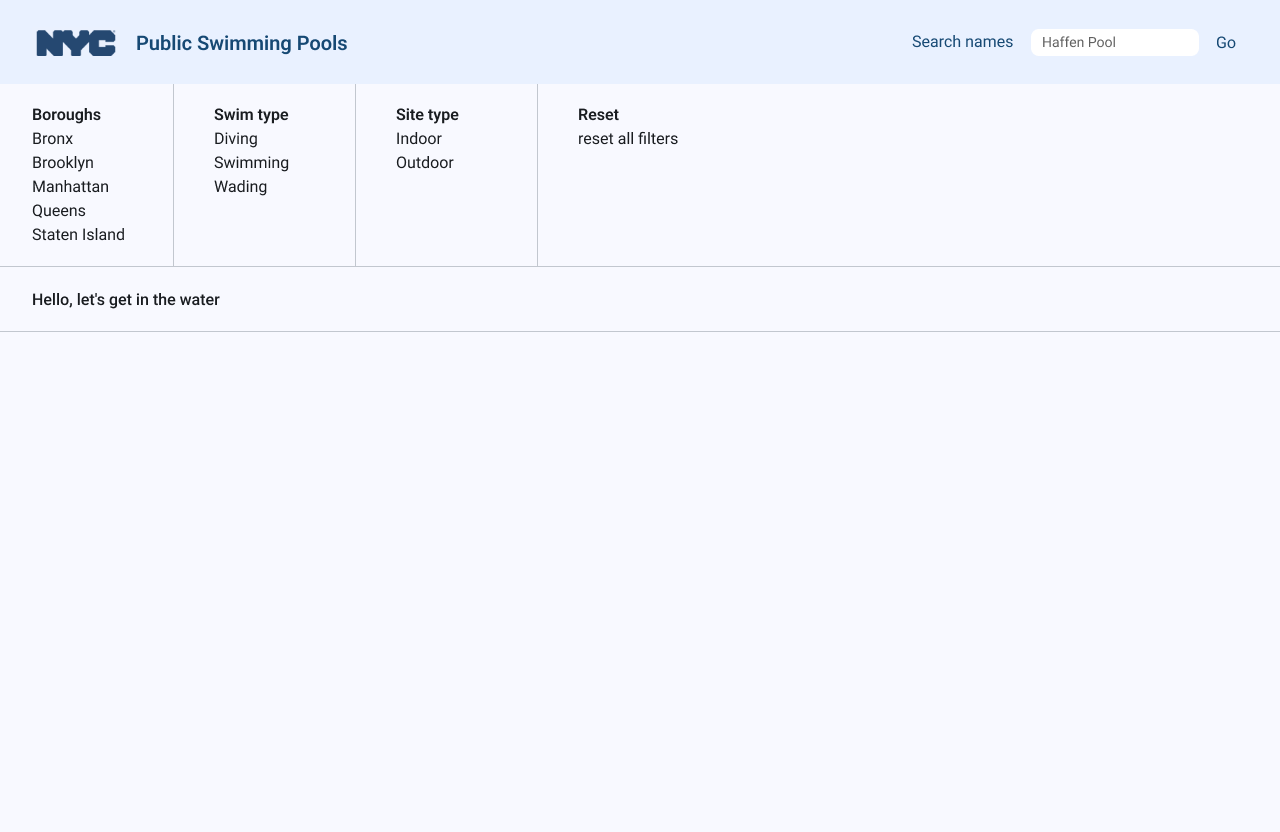 NYC
Public Swimming Pools
Search names
Haffen Pool
Go
Boroughs
Bronx
Brooklyn
Manhattan
Queens
Staten Island
Swim type
Diving
Swimming
Wading
Site type
Indoor
Outdoor
Reset
reset all filters
Hello, let's get in the water